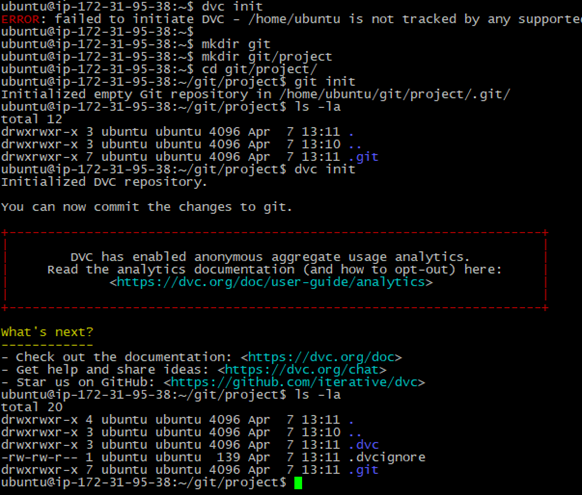 ubuntu@ip-172-31-95-38:~$ dvc init
ERROR: failed to initiate DVC - /home/ubuntu is not tracked by any supporte
ubuntu@ip-172-31-95-38:~$
ubuntu@ip-172-31-95-38:~$ mkdir git
ubuntu@ip-172-31-95-38:~$ mkdir git/project
ubuntu@ip-172-31-95-38:~$ cd git/project/
ubuntu@ip-172-31-95-38:~/git/project$ git init
Initialized empty Git repository in /home/ubuntu/git/project/.git/
ubuntu@ip-172-31-95-38:~/git/project$ ls -la
total 12
drwxrwxr-x 3 ubuntu ubuntu 4096 Apr  7 13:11 .
drwxrwxr-x 3 ubuntu ubuntu 4096 Apr  7 13:10 ..
drwxrwxr-x 7 ubuntu ubuntu 4096 Apr  7 13:11 .git
ubuntu@ip-172-31-95-38:~/git/project$ dvc init
Initialized DVC repository.
You can now commit the changes to git.
DVC has enabled anonymous aggregate usage analytics.
Read the analytics documentation (and how to opt-out) here:
<https://dvc.org/doc/user-guide/analytics>
What's next?
------------
- Check out the documentation: <https://dvc.org/doc>
- Get help and share ideas: <https://dvc.org/chat>
- Star us on GitHub: <https://github.com/iterative/dvc>
ubuntu@ip-172-31-95-38:~/git/project$ ls -la
total 20
drwxrwxr-x 4 ubuntu ubuntu 4096 Apr  7 13:11 .
drwxrwxr-x 3 ubuntu ubuntu 4096 Apr  7 13:10 ..
drwxrwxr-x 3 ubuntu ubuntu 4096 Apr  7 13:11 .dvc
-rw-rw-r-- 1 ubuntu ubuntu  139 Apr  7 13:11 .dvcignore
drwxrwxr-x 7 ubuntu ubuntu 4096 Apr  7 13:11 .git
ubuntu@ip-172-31-95-38:~/git/project$